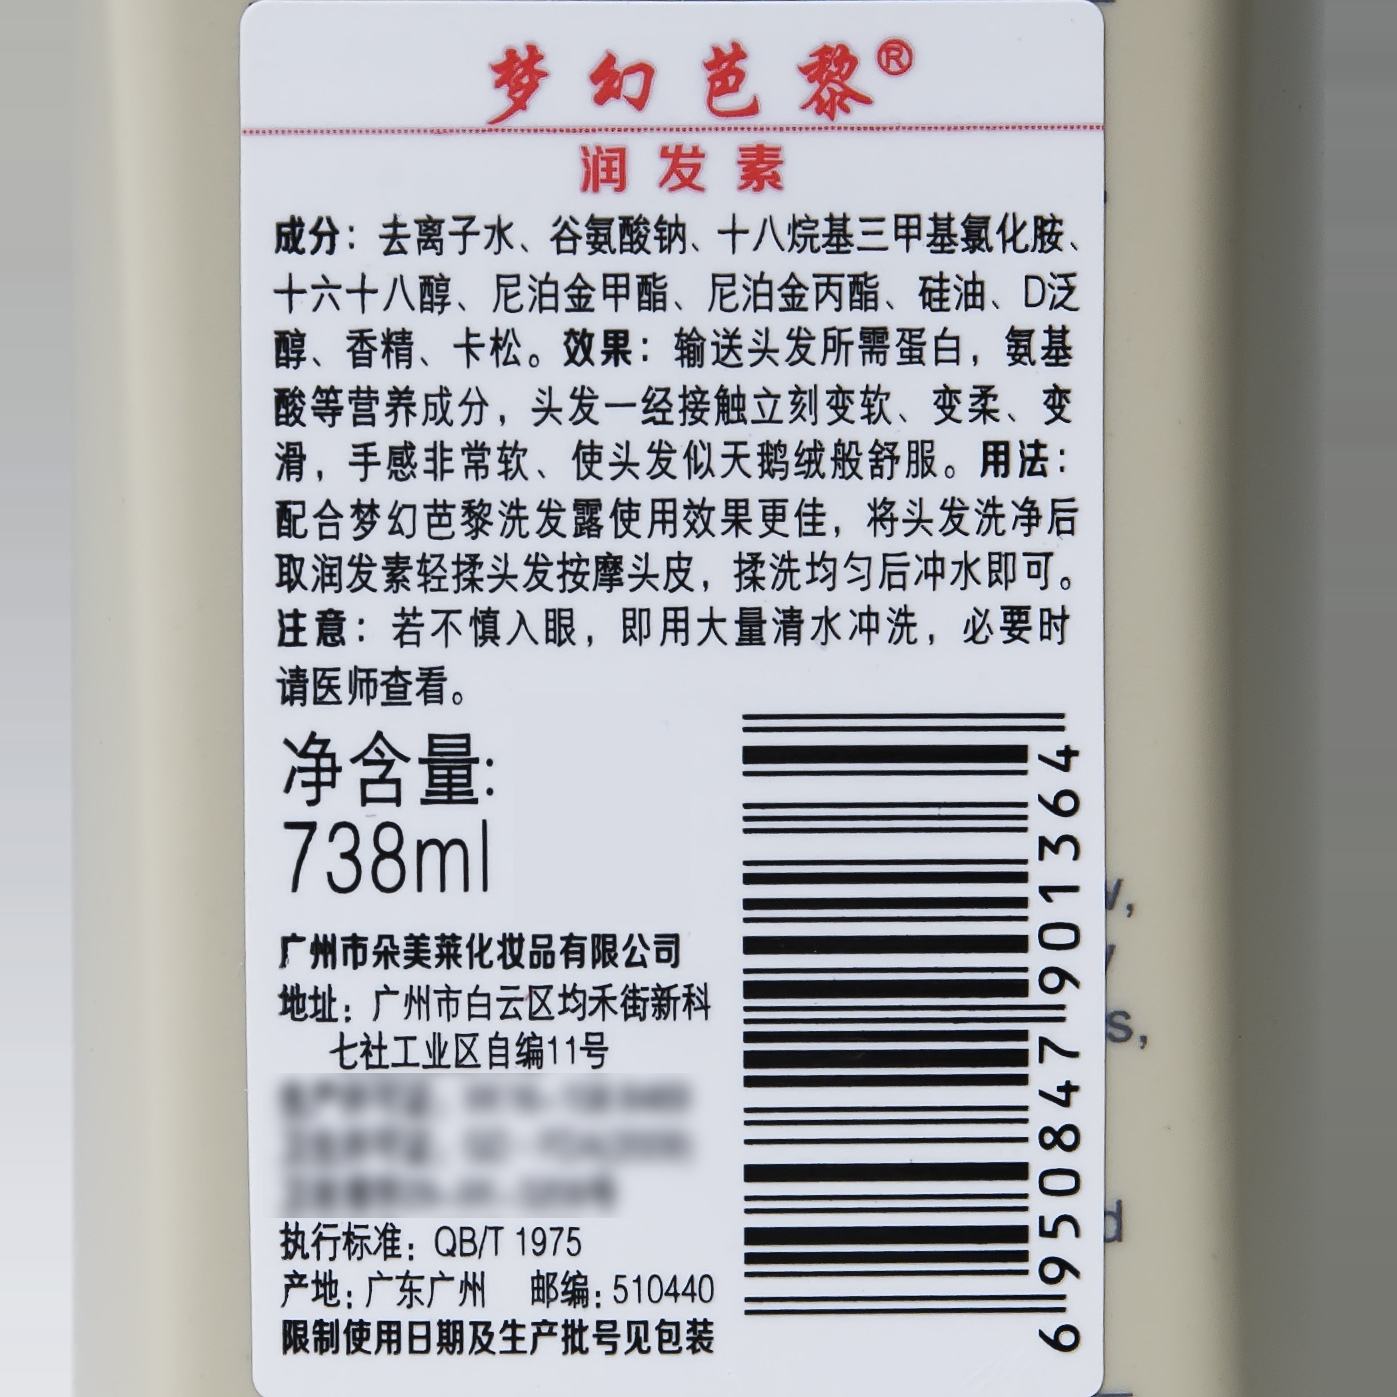 梦幻芭黎®
润发素
成分：去离子水、谷氨酸钠、十八烷基三甲基氯化胺、
十六十八醇、尼泊金甲酯、尼泊金丙酯、硅油、D泛
醇、香精、卡松。效果：输送头发所需蛋白，氨基
酸等营养成分，头发一经接触立刻变软、变柔、变
滑，手感非常软、使头发似天鹅绒般舒服。用法：
配合梦幻芭黎洗发露使用效果更佳，将头发洗净后
取润发素轻揉头发按摩头皮，揉洗均匀后冲水即可。
注意：若不慎入眼，即用大量清水冲洗，必要时
请医师查看。
净含量:
738ml
广州市朵美莱化妆品有限公司
地址：广州市白云区均禾街新科
七社工业区自编11号
执行标准：QB/T 1975
产地：广东广州 邮编：510440
限制使用日期及生产批号见包装
6950847901364
w,
y
s,
d